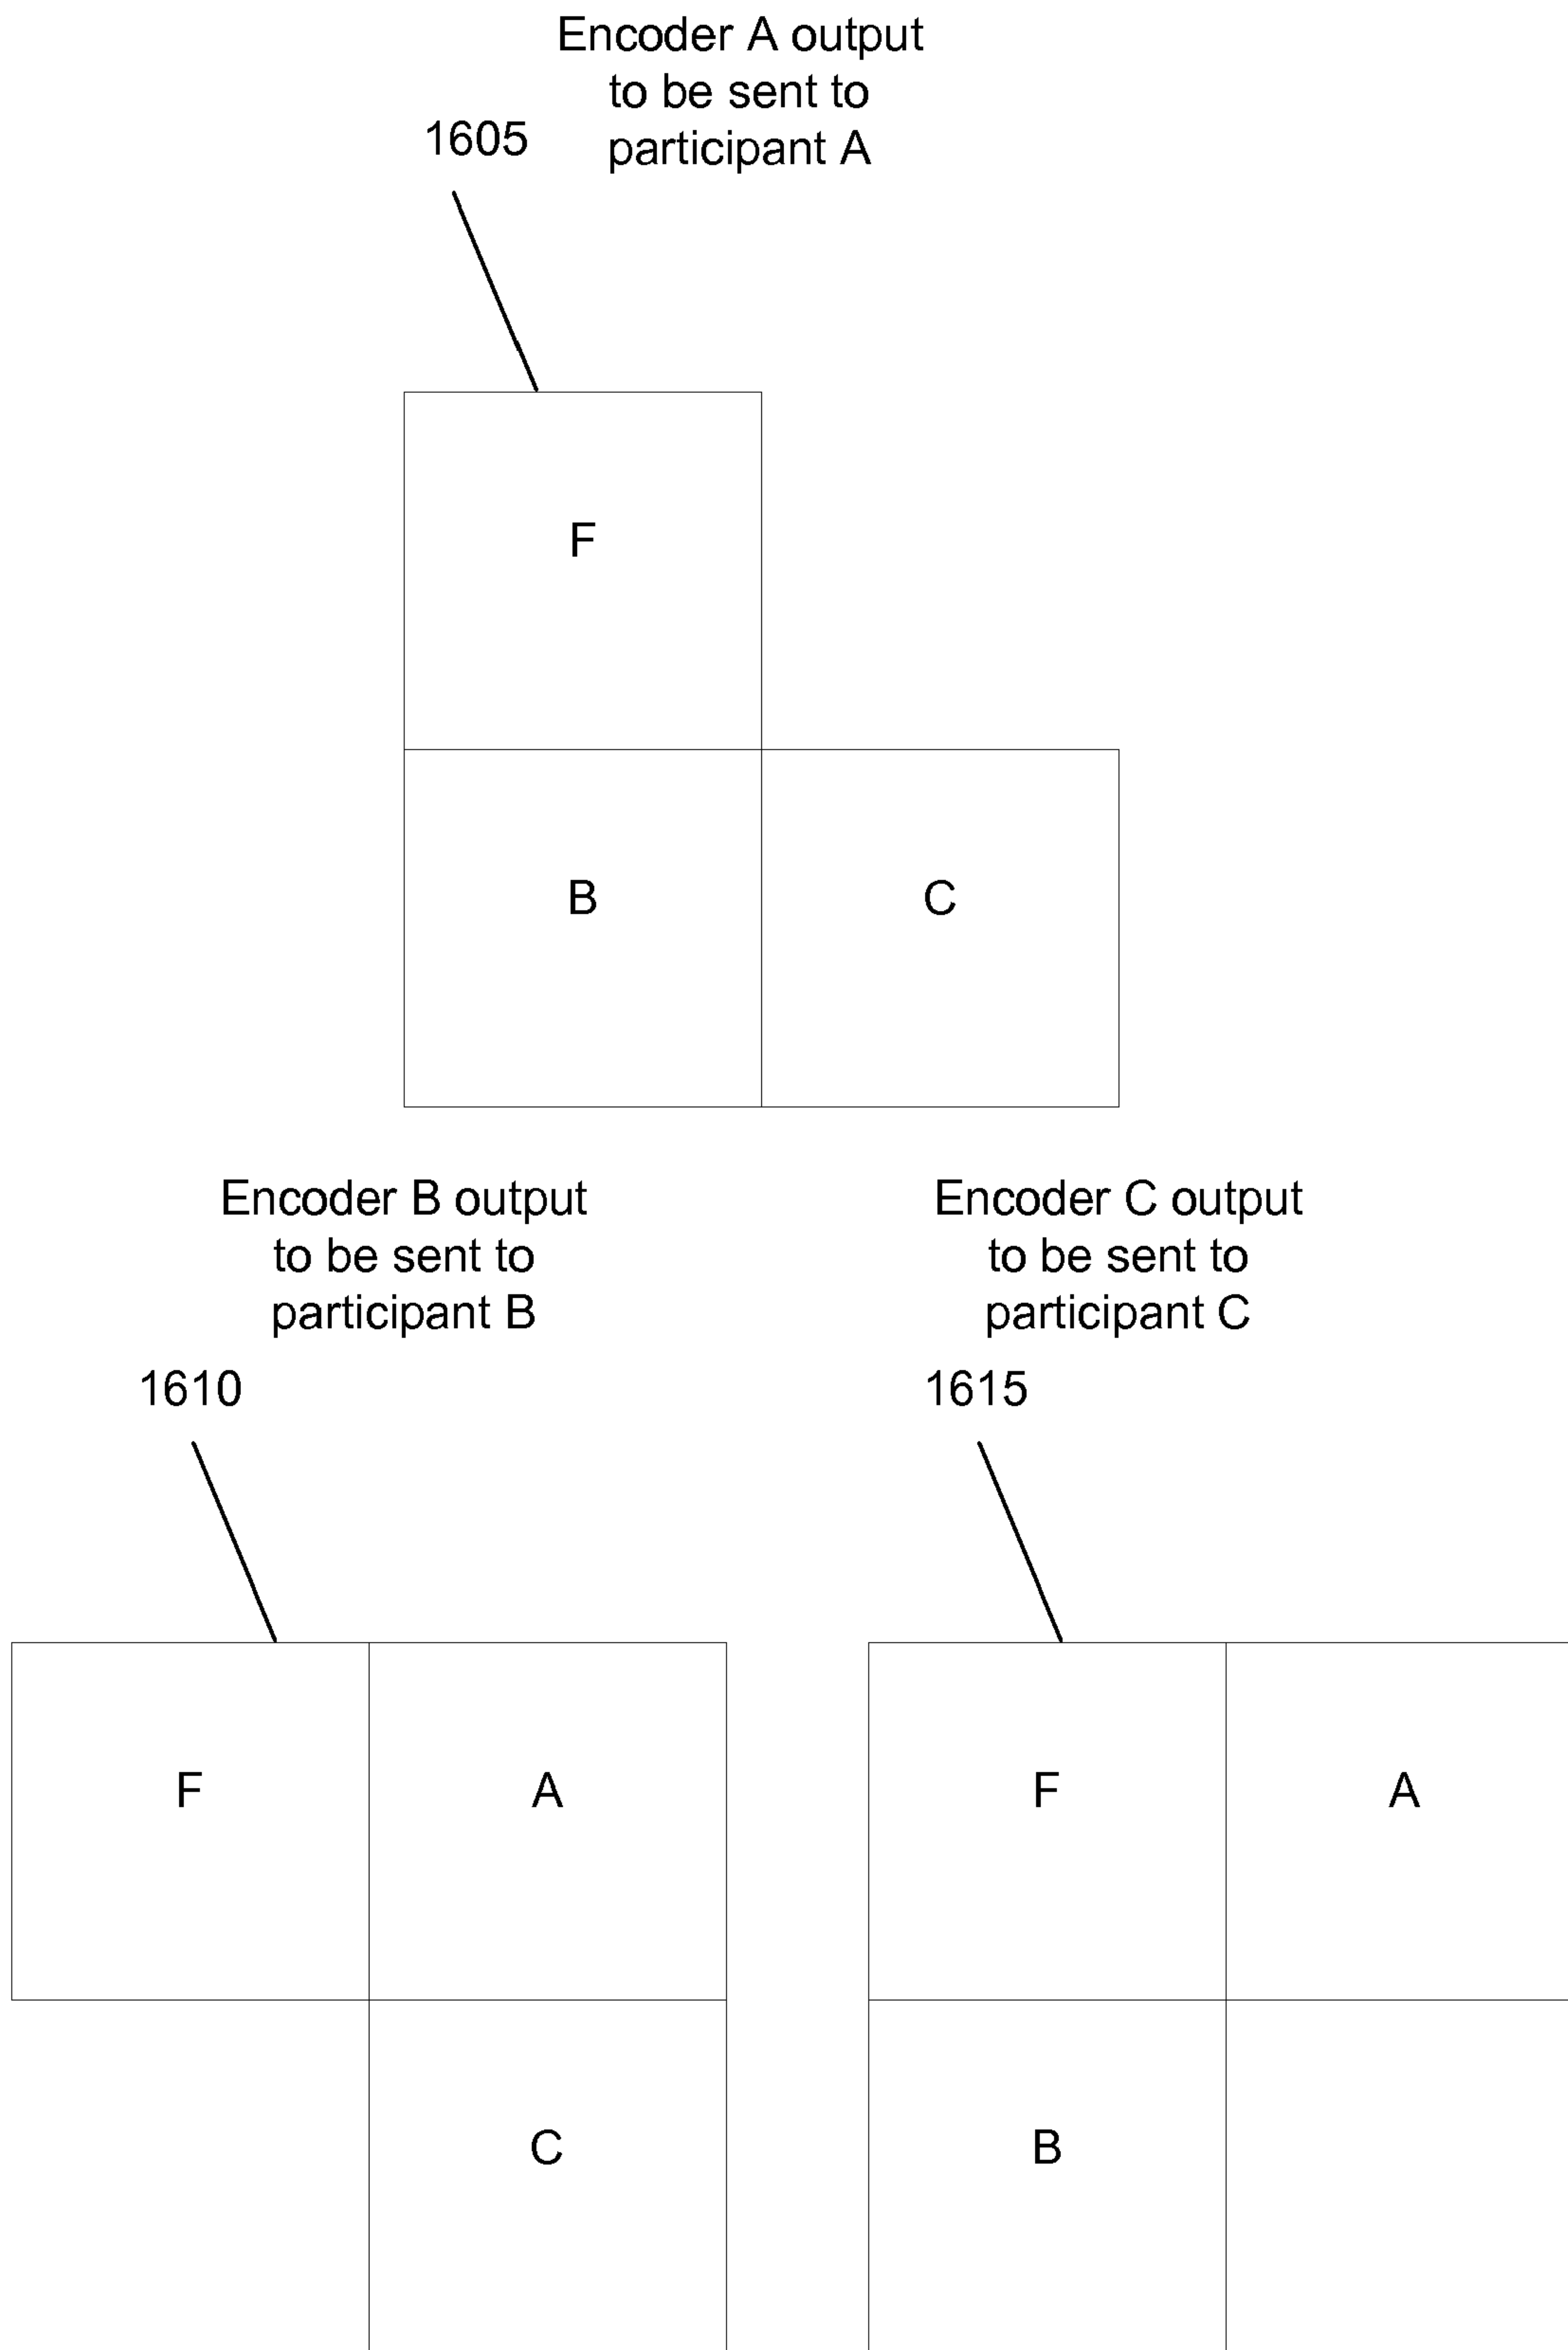 Encoder A output
to be sent to
participant A
1605
F
B C
Encoder B output
to be sent to
participant B
1610
F A
C
Encoder C output
to be sent to
participant C
1615
F A
B